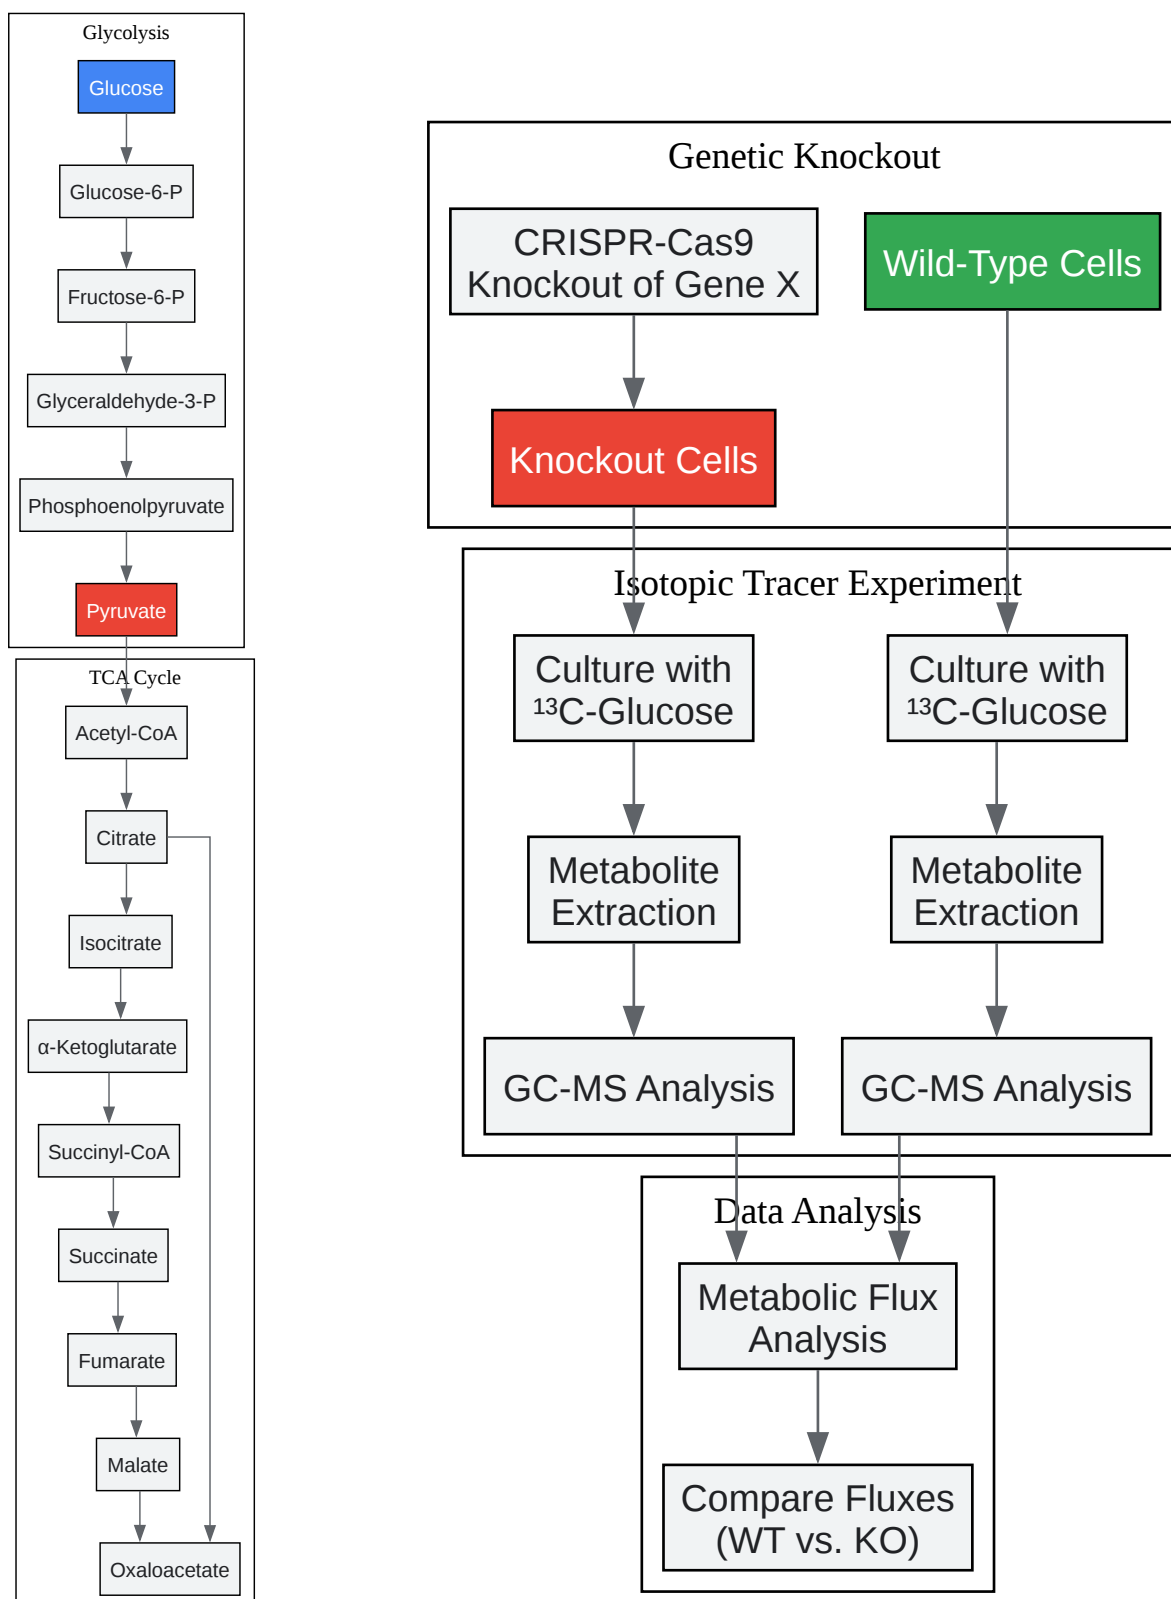 Glycolysis
Glucose
Glucose-6-P
Fructose-6-P
Glyceraldehyde-3-P
Phosphoenolpyruvate
Pyruvate
TCA Cycle
Acetyl-CoA
Citrate
Isocitrate
α-Ketoglutarate
Succinyl-CoA
Succinate
Fumarate
Malate
Oxaloacetate
Genetic Knockout
CRISPR-Cas9
Knockout of Gene X
Wild-Type Cells
Knockout Cells
Isotopic Tracer Experiment
Culture with
¹³C-Glucose
Culture with
¹³C-Glucose
Metabolite
Extraction
Metabolite
Extraction
GC-MS Analysis
GC-MS Analysis
Data Analysis
Metabolic Flux
Analysis
Compare Fluxes
(WT vs. KO)